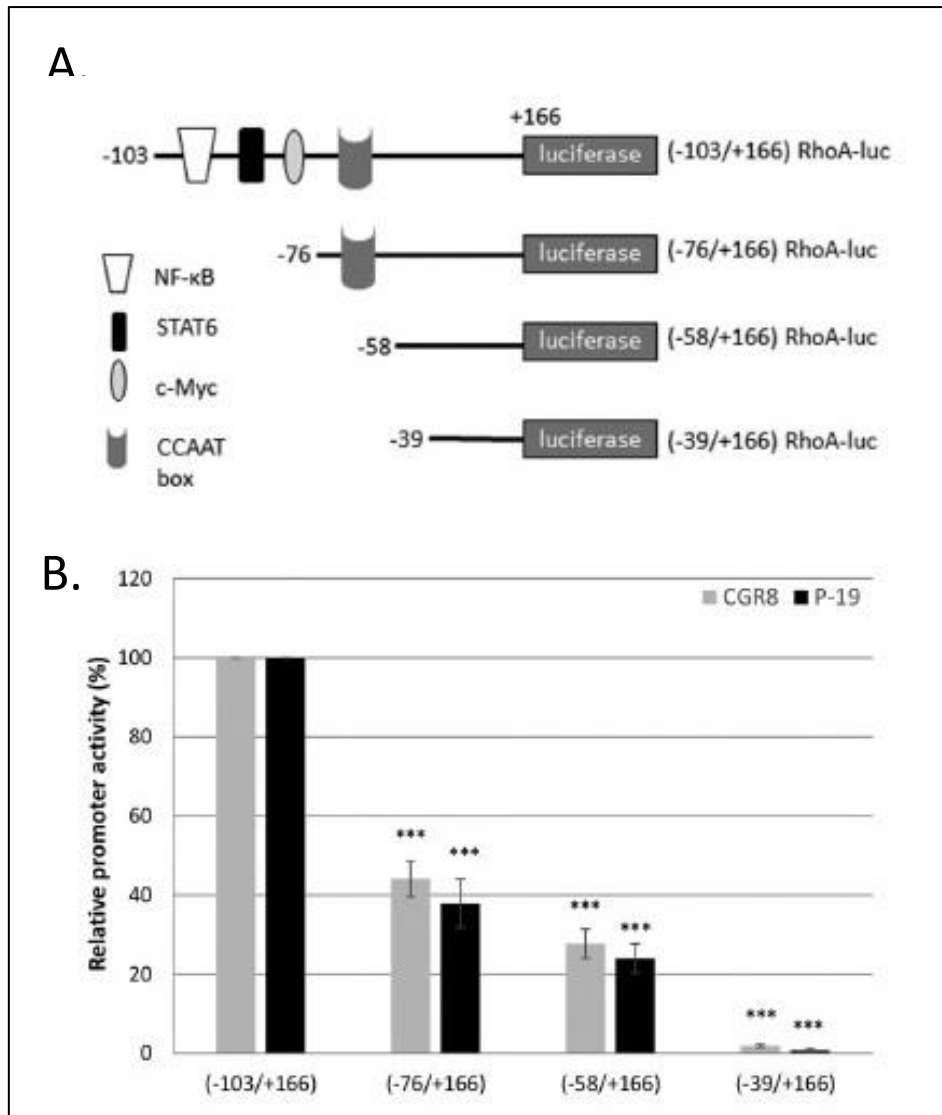 A.
+166
-103 luciferase (-103/+166) RhoA-luc
-76 luciferase (-76/+166) RhoA-luc
NF-κB
STAT6
-58 luciferase (-58/+166) RhoA-luc
c-Myc
-39 luciferase (-39/+166) RhoA-luc
CCAAT
box
B.
Relative promoter activity (%)
120
100
80
60
40
20
0
CGR8 P-19
*** ***
*** ***
*** ***
(-103/+166) (-76/+166) (-58/+166) (-39/+166)